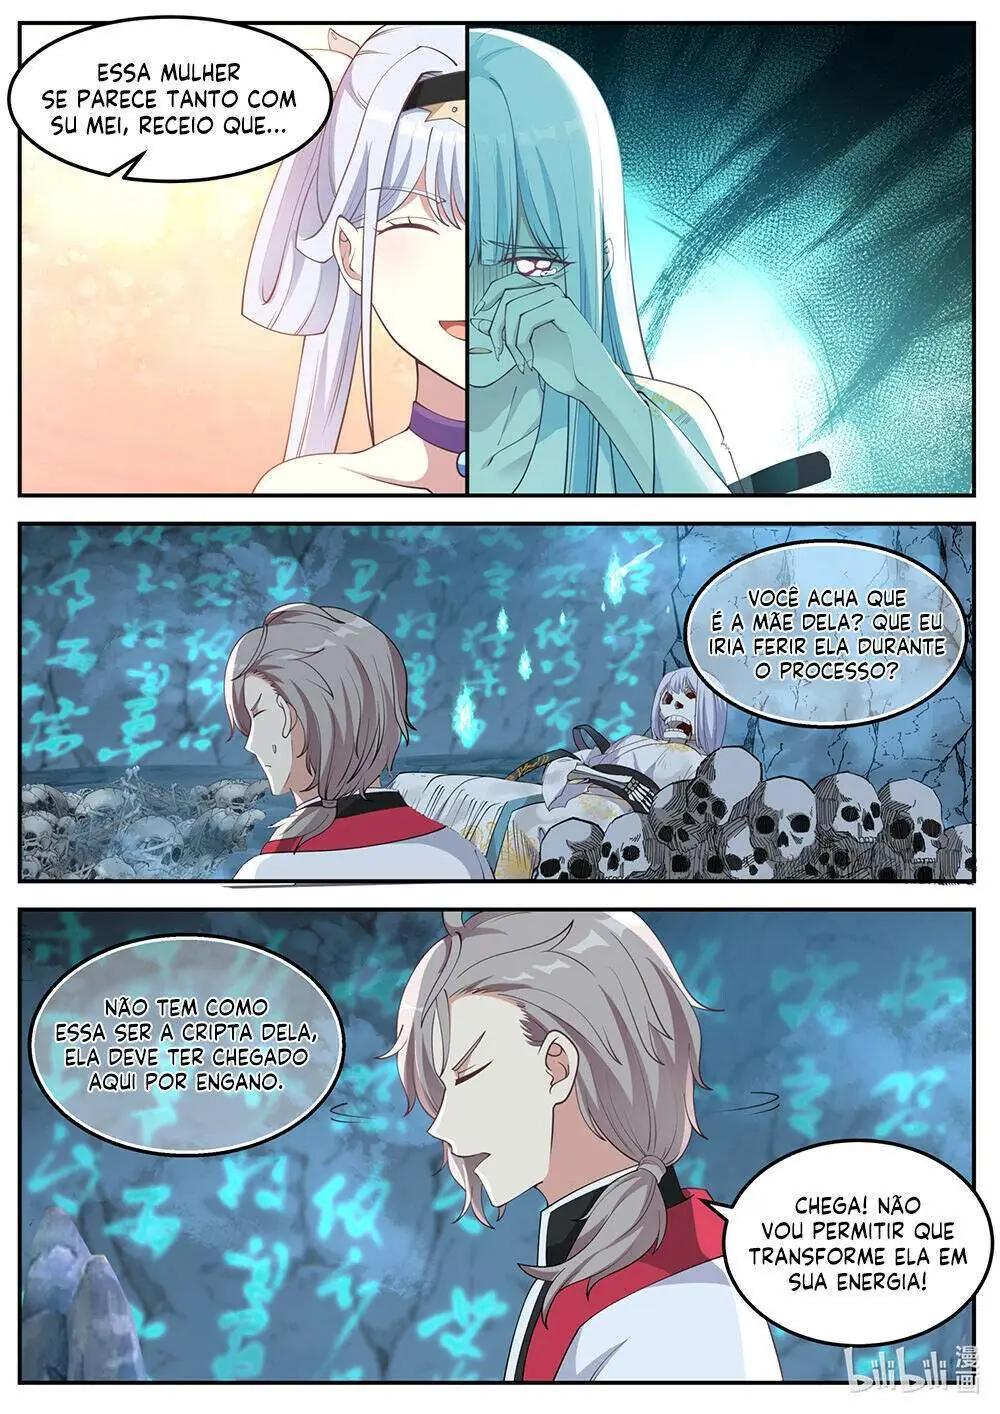 ESSA MULHER
SE PARECE TANTO COM
SU MEI, RECEIO QUE...
VOCÊ ACHA QUE
É A MÃE DELA? QUE EU
IRIA FERIR ELA DURANTE
O PROCESSO?
NÃO TEM COMO
ESSA SER A CRIPTA DELA,
ELA DEVE TER CHEGADO
AQUI POR ENGANO.
CHEGA! NÃO
VOU PERMITIR QUE
TRANSFORME ELA EM
SUA ENERGIA!
bilibili 漫画